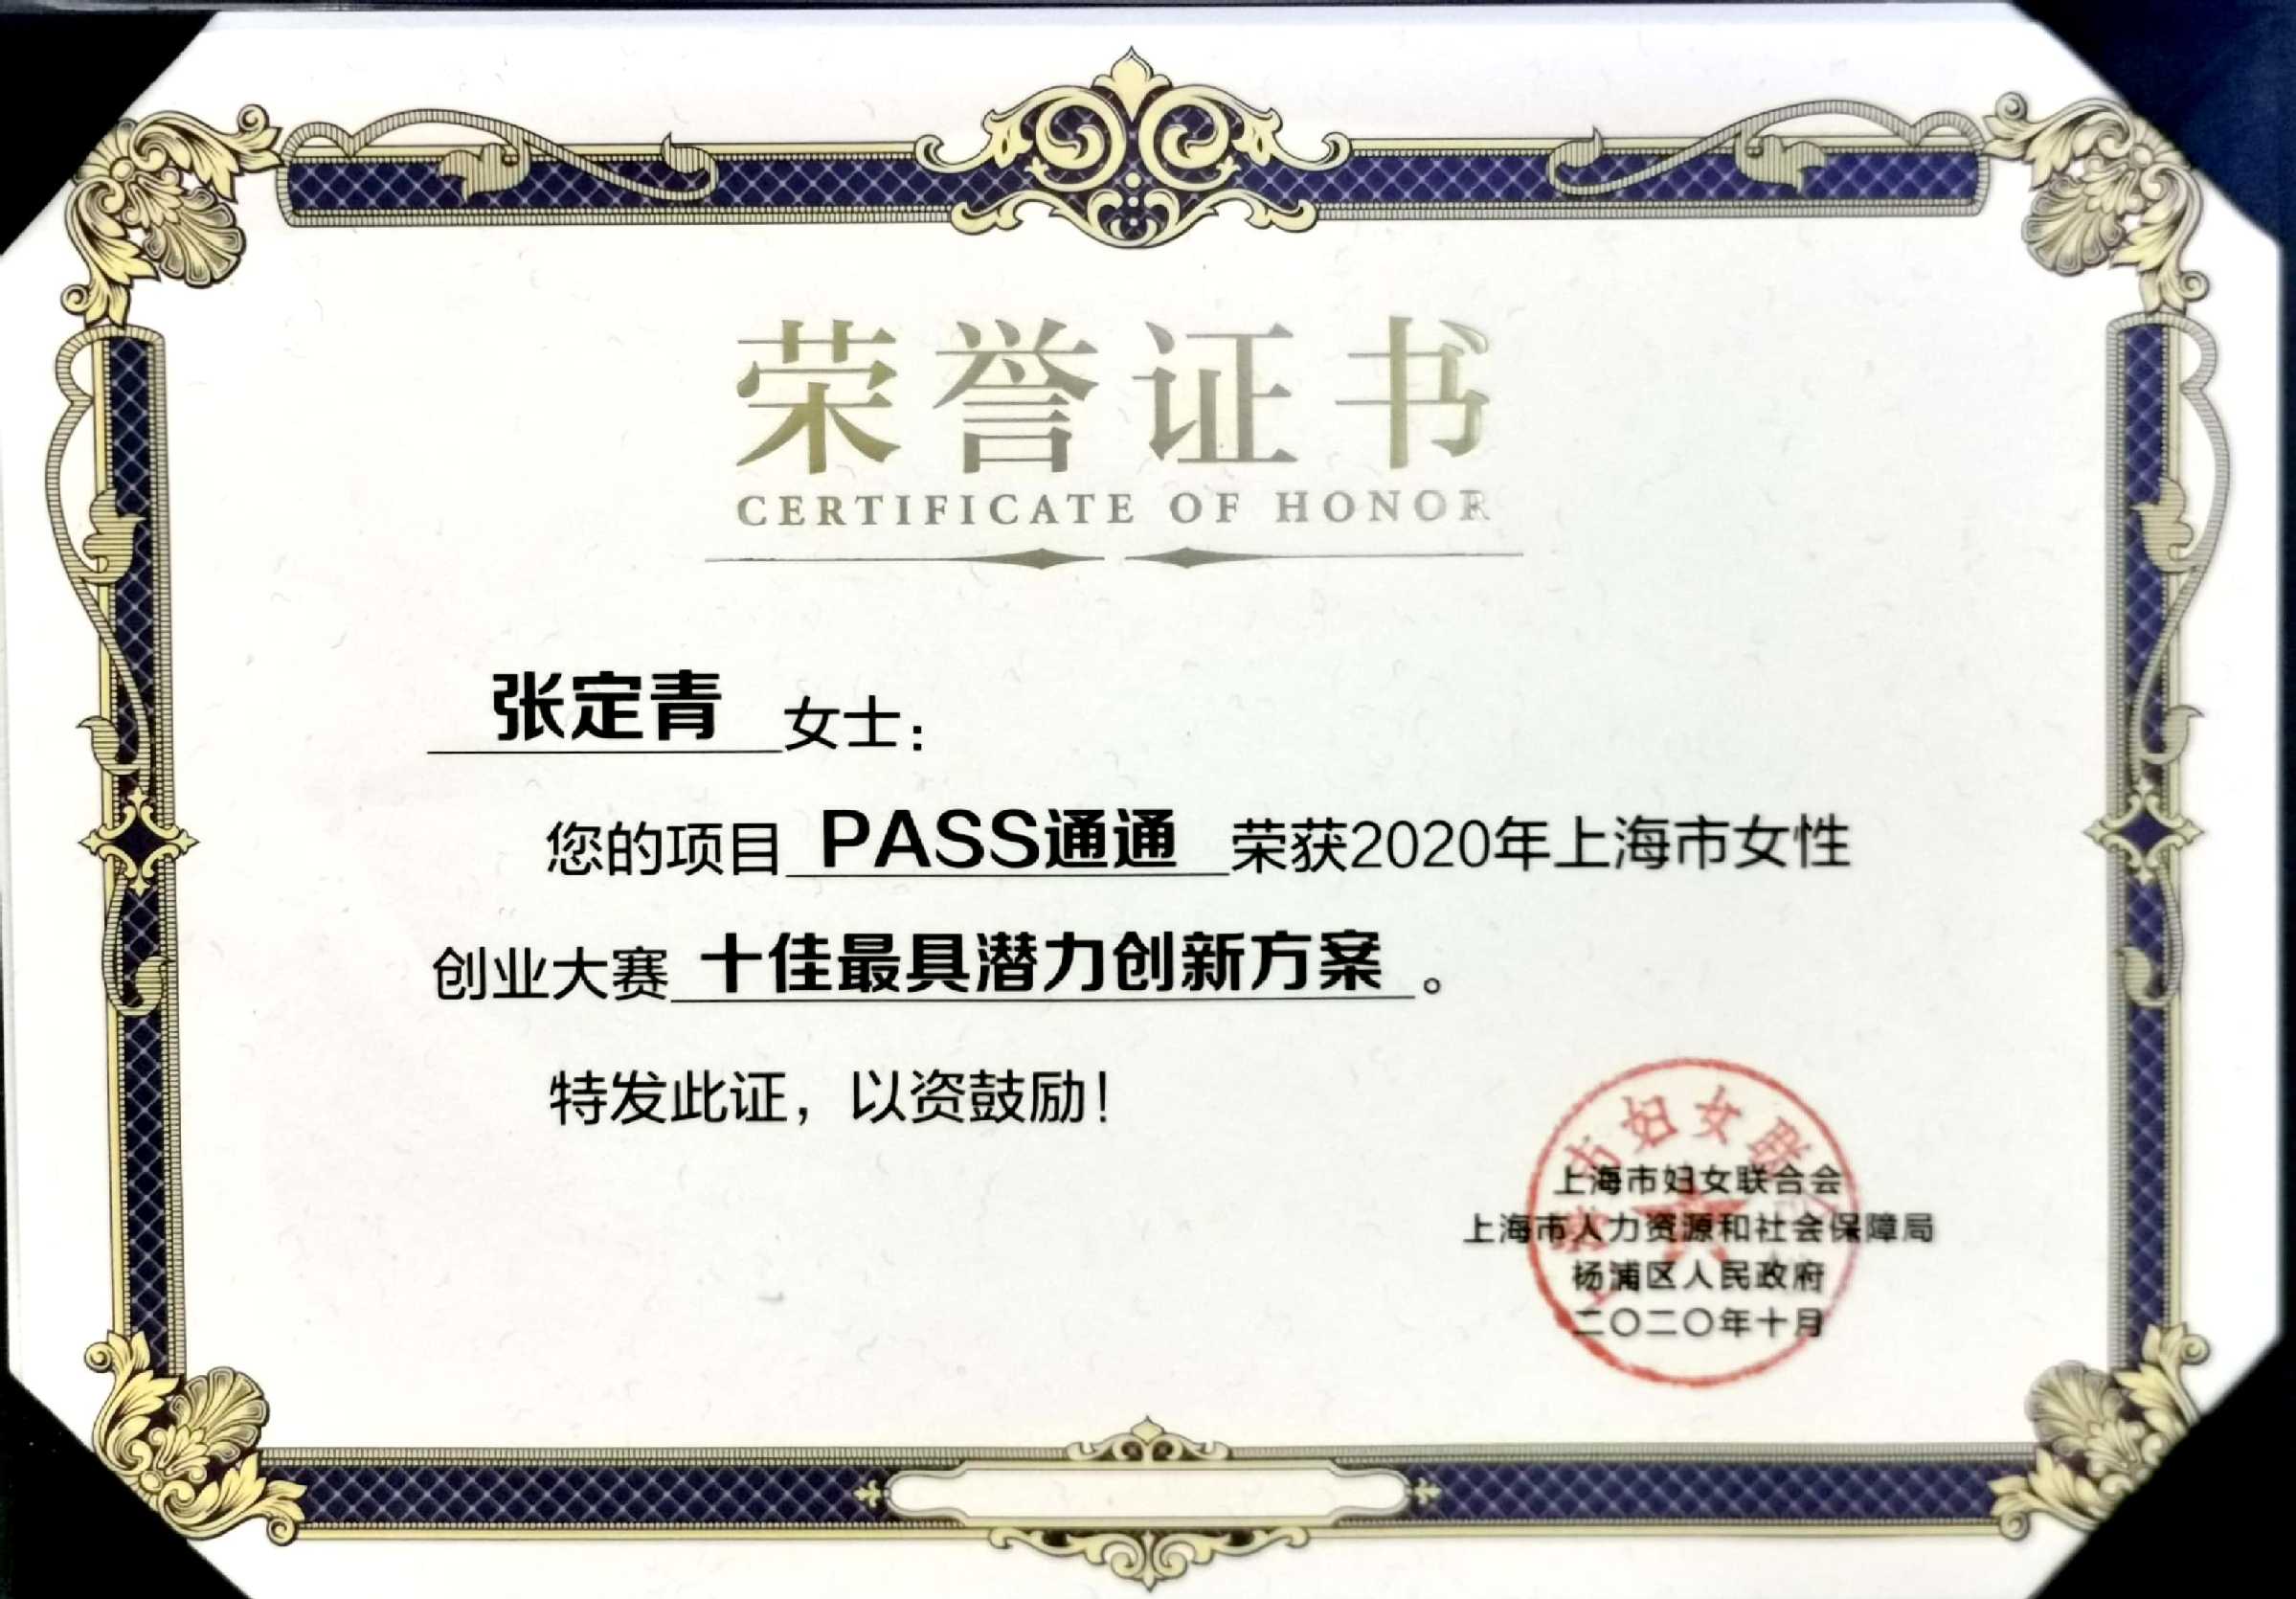 荣誉证书
CERTIFICATE OF HONOR
张定青 女士：
您的项目 PASS通通 荣获2020年上海市女性
创业大赛 十佳最具潜力创新方案 。
特发此证，以资鼓励！
市妇女联
上海市妇女联合会
上海市人力资源和社会保障局
杨浦区人民政府
二〇二〇年十月